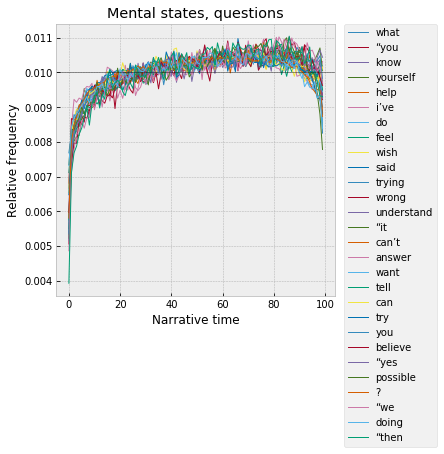 Mental states, questions
Relative frequency
0.011
0.010
0.009
0.008
0.007
0.006
0.005
0.004
0
20
40
60
80
100
Narrative time
what
“you
know
yourself
help
i’ve
do
feel
wish
said
trying
wrong
understand
“it
can’t
answer
want
tell
can
try
you
believe
“yes
possible
?
“we
doing
“then